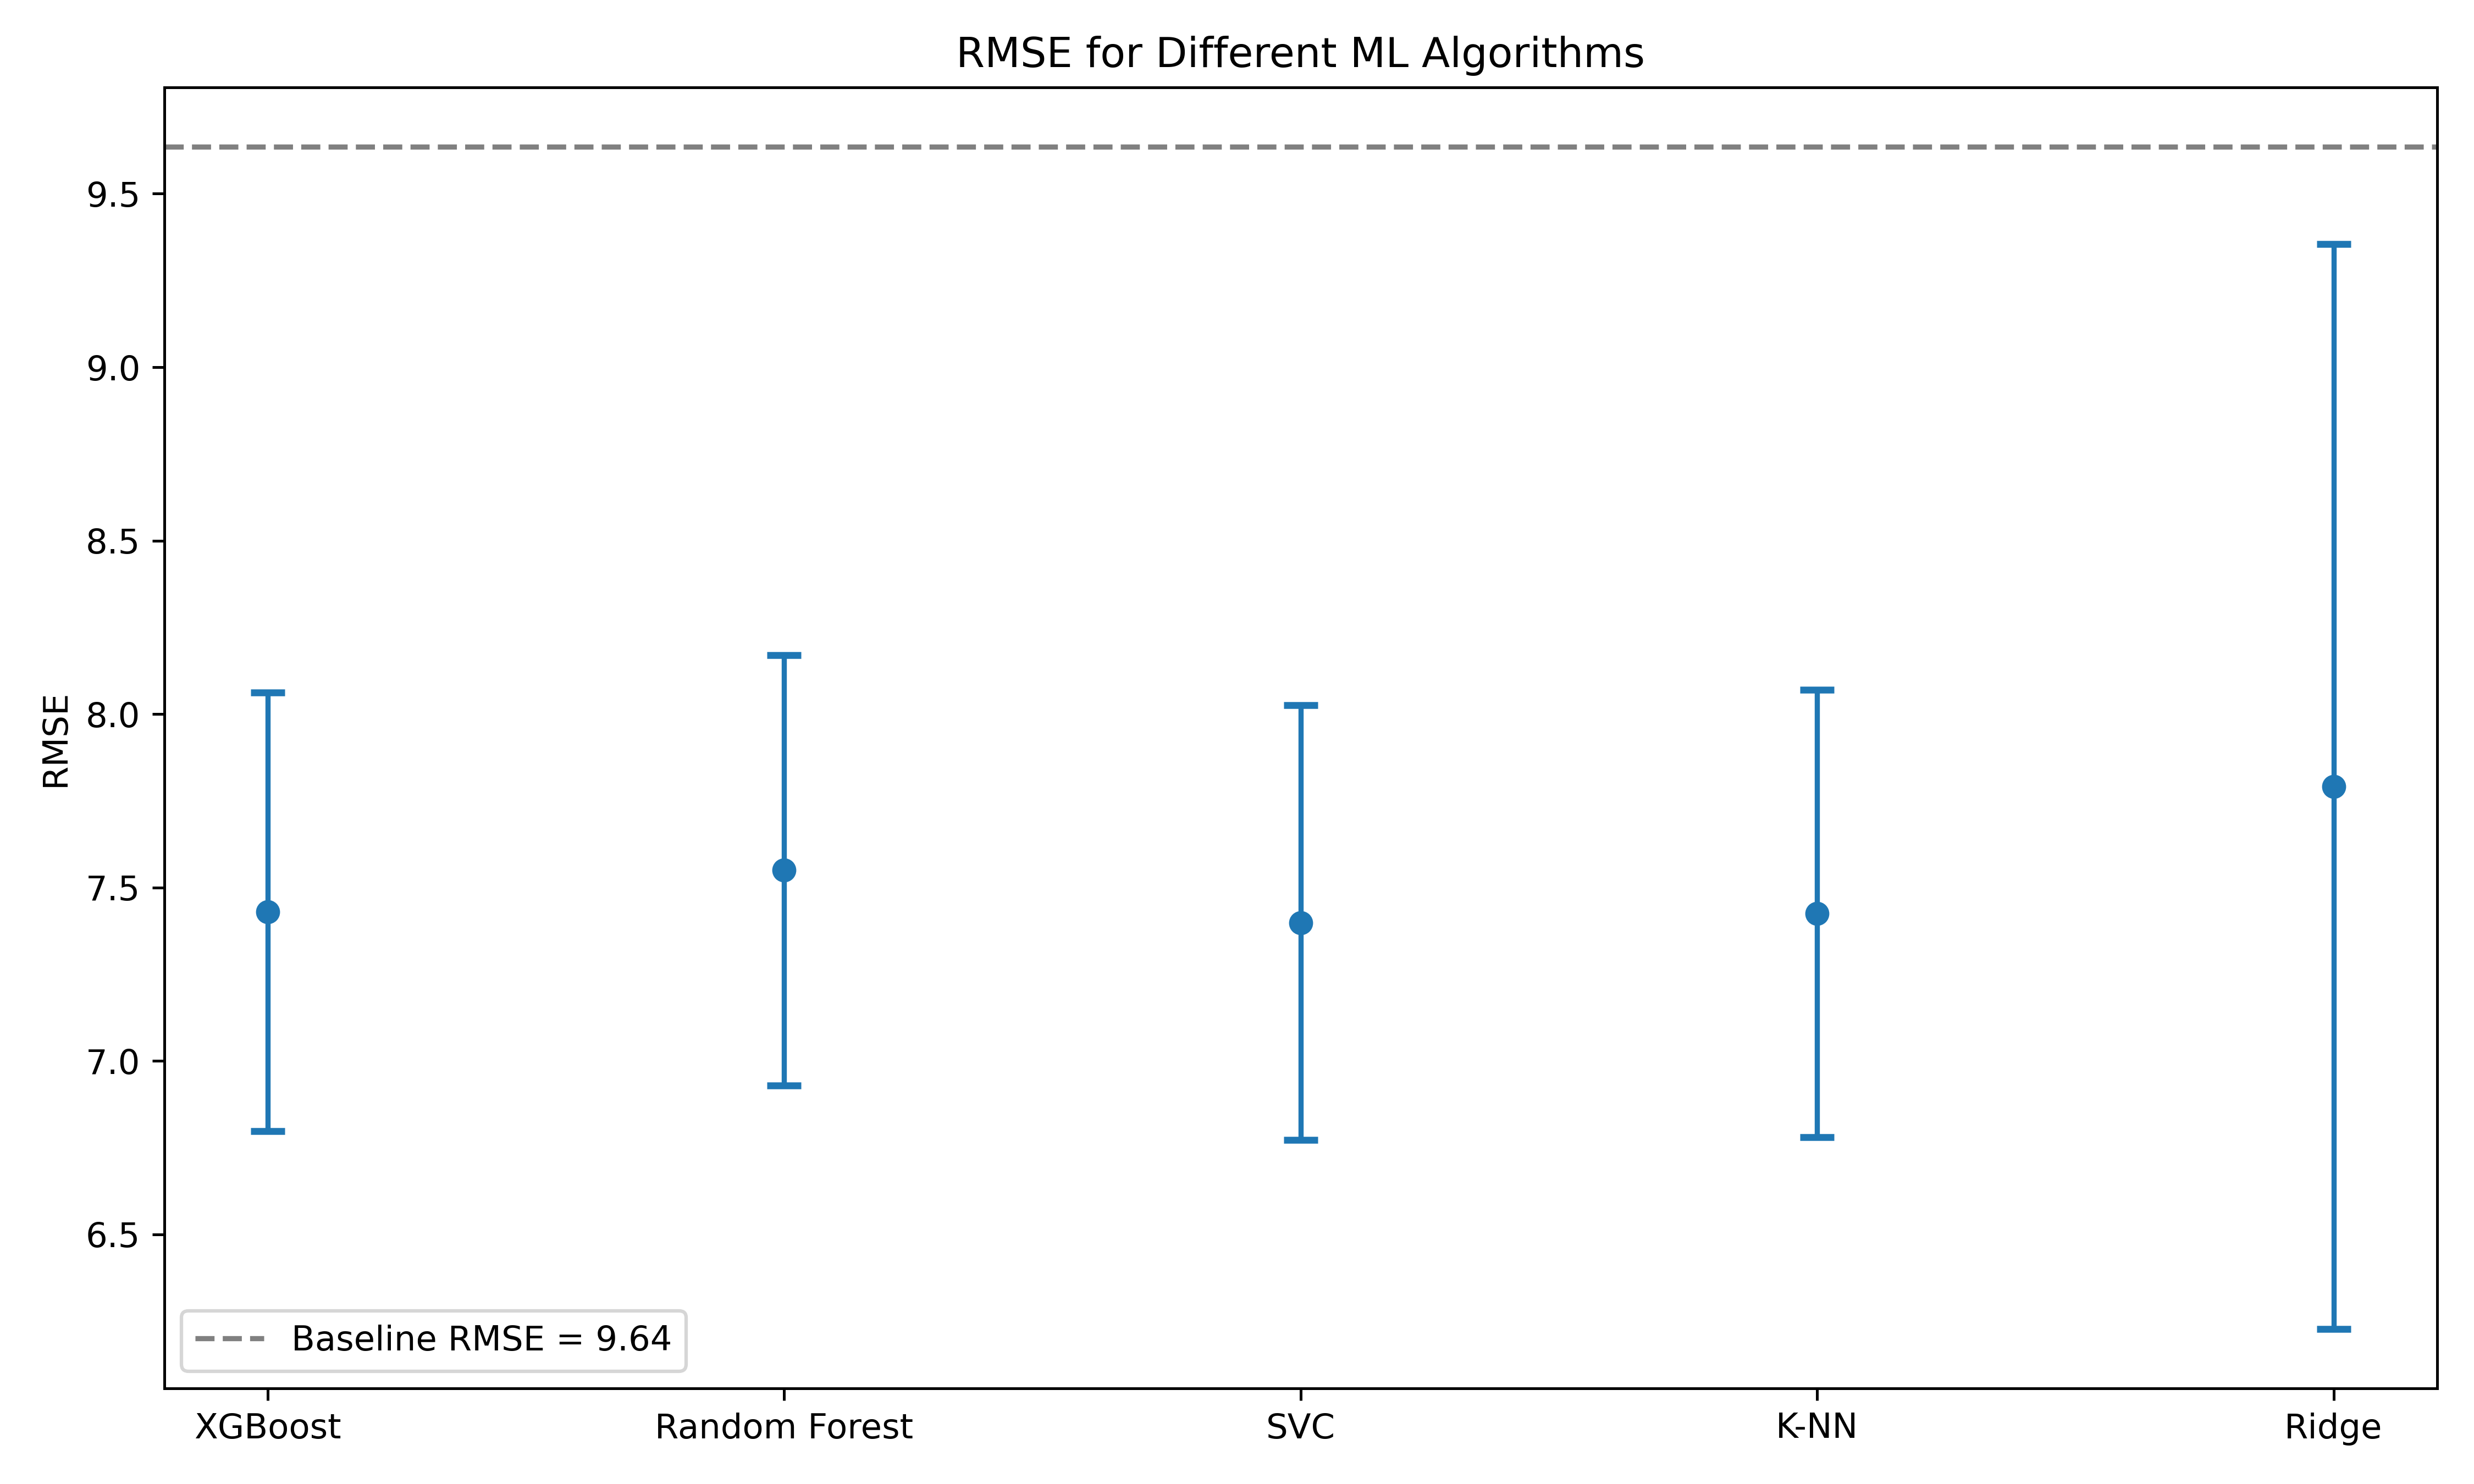 RMSE for Different ML Algorithms
RMSE
9.5
9.0
8.5
8.0
7.5
7.0
6.5
Baseline RMSE = 9.64
XGBoost Random Forest SVC K-NN Ridge